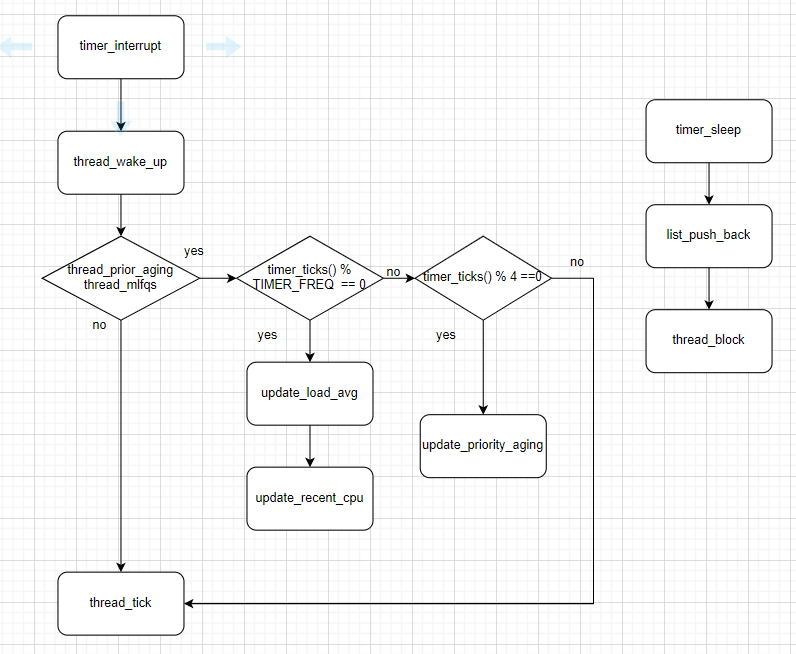 timer_interrupt
thread_wake_up
thread_prior_aging
thread_mlfqs
yes
no
timer_ticks() %
TIMER_FREQ == 0
no
yes
timer_ticks() % 4 ==0
no
yes
update_load_avg
update_recent_cpu
update_priority_aging
thread_tick
timer_sleep
list_push_back
thread_block